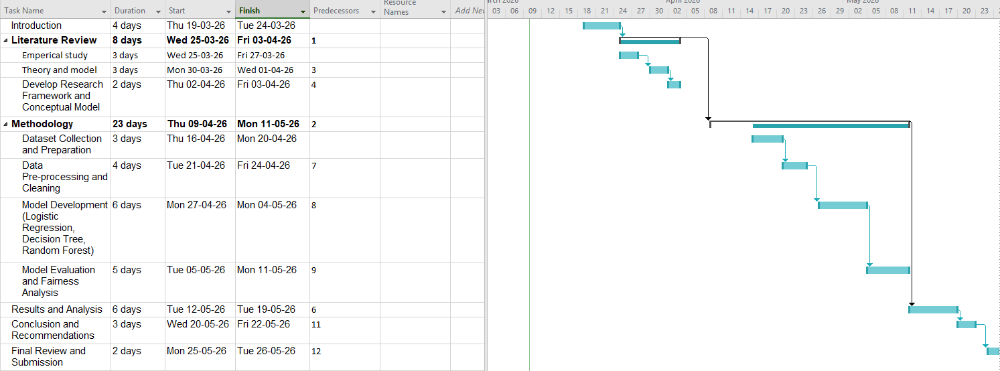 Resource
Task Name Duration Start Finish Predecessors Names Add New
March 2026 April 2026 May 2026
03 06 09 12 15 18 21 24 27 30 02 05 08 11 14 17 20 23 26 29 02 05 08 11 14 17 20 23
Introduction 4 days Thu 19-03-26 Tue 24-03-26
Literature Review 8 days Wed 25-03-26 Fri 03-04-26 1
Emperical study 3 days Wed 25-03-26 Fri 27-03-26
Theory and model 3 days Mon 30-03-26 Wed 01-04-26 3
Develop Research 2 days Thu 02-04-26 Fri 03-04-26 4
Framework and
Conceptual Model
Methodology 23 days Thu 09-04-26 Mon 11-05-26 2
Dataset Collection 3 days Thu 16-04-26 Mon 20-04-26
and Preparation
Data 4 days Tue 21-04-26 Fri 24-04-26 7
Pre-processing and
Cleaning
Model Development 6 days Mon 27-04-26 Mon 04-05-26 8
(Logistic
Regression,
Decision Tree,
Random Forest)
Model Evaluation 5 days Tue 05-05-26 Mon 11-05-26 9
and Fairness
Analysis
Results and Analysis 6 days Tue 12-05-26 Tue 19-05-26 6
Conclusion and 3 days Wed 20-05-26 Fri 22-05-26 11
Recommendations
Final Review and 2 days Mon 25-05-26 Tue 26-05-26 12
Submission